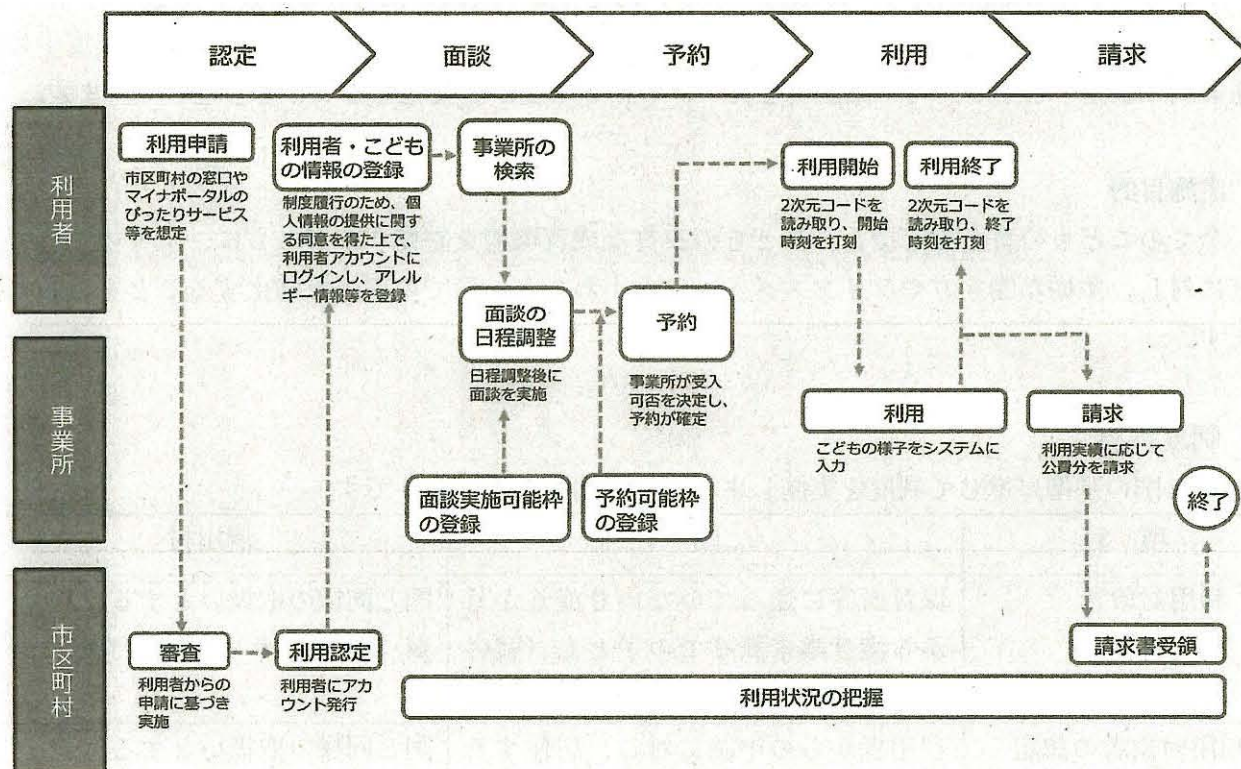 認定
面談
予約
利用
請求
利用者
利用申請
市区町村の窓口や
マイナポータルの
ぴったりサービス
等を想定
利用者・こども
の情報の登録
制度履行のため、個
人情報の提供に関す
る同意を得た上で、
利用者アカウントに
ログインし、アレル
ギー情報等を登録
事業所の
検索
利用開始
2次元コードを
読み取り、開始
時刻を打刻
利用終了
2次元コードを
読み取り、終了
時刻を打刻
事業所
面談の
日程調整
日程調整後に
面談を実施
予約
事業所が受入
可否を決定し、
予約が確定
利用
こどもの様子をシステムに
入力
請求
利用実績に応じて
公費分を請求
面談実施可能枠
の登録
予約可能枠
の登録
終了
市区町村
審査
利用者からの
申請に基づき
実施
利用認定
利用者にアカ
ウント発行
請求書受領
利用状況の把握